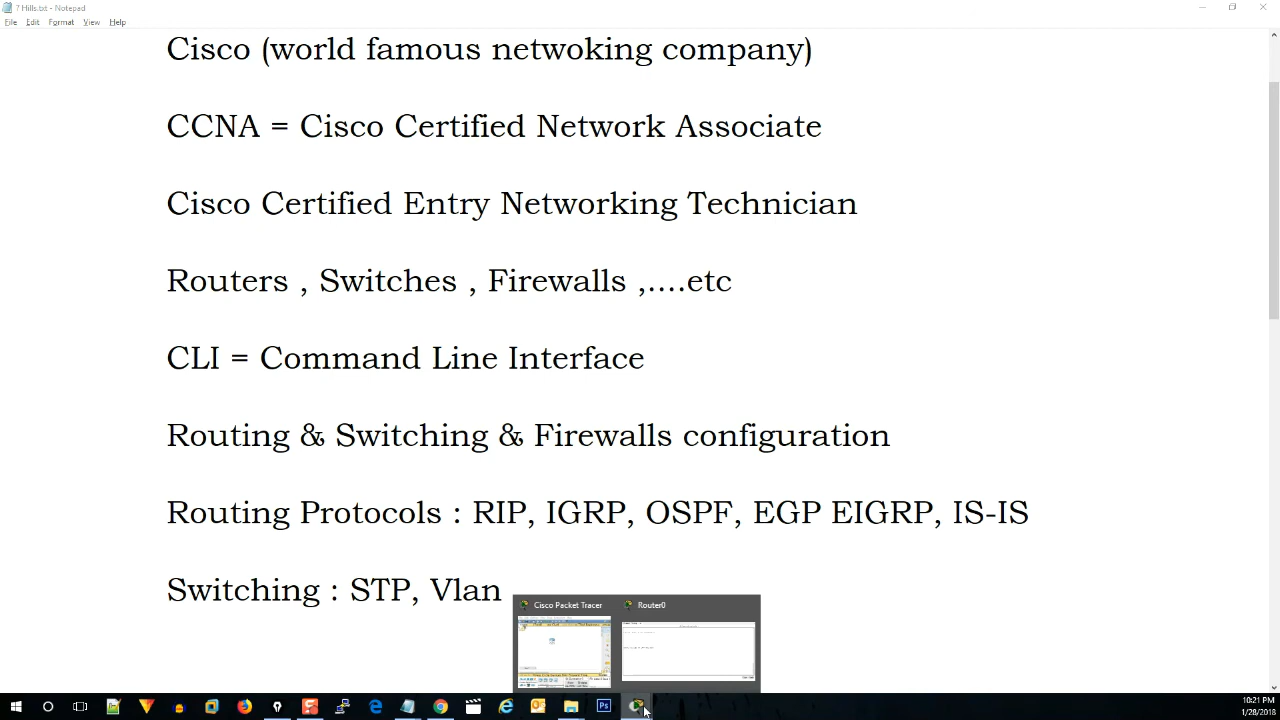 7 Hills.txt - Notepad
File Edit Format View Help
Cisco (world famous netwoking company)
CCNA = Cisco Certified Network Associate
Cisco Certified Entry Networking Technician
Routers , Switches , Firewalls ,....etc
CLI = Command Line Interface
Routing & Switching & Firewalls configuration
Routing Protocols : RIP, IGRP, OSPF, EGP EIGRP, IS-IS
Switching : STP, Vlan
Cisco Packet Tracer Router0
10:21 PM
1/28/2018